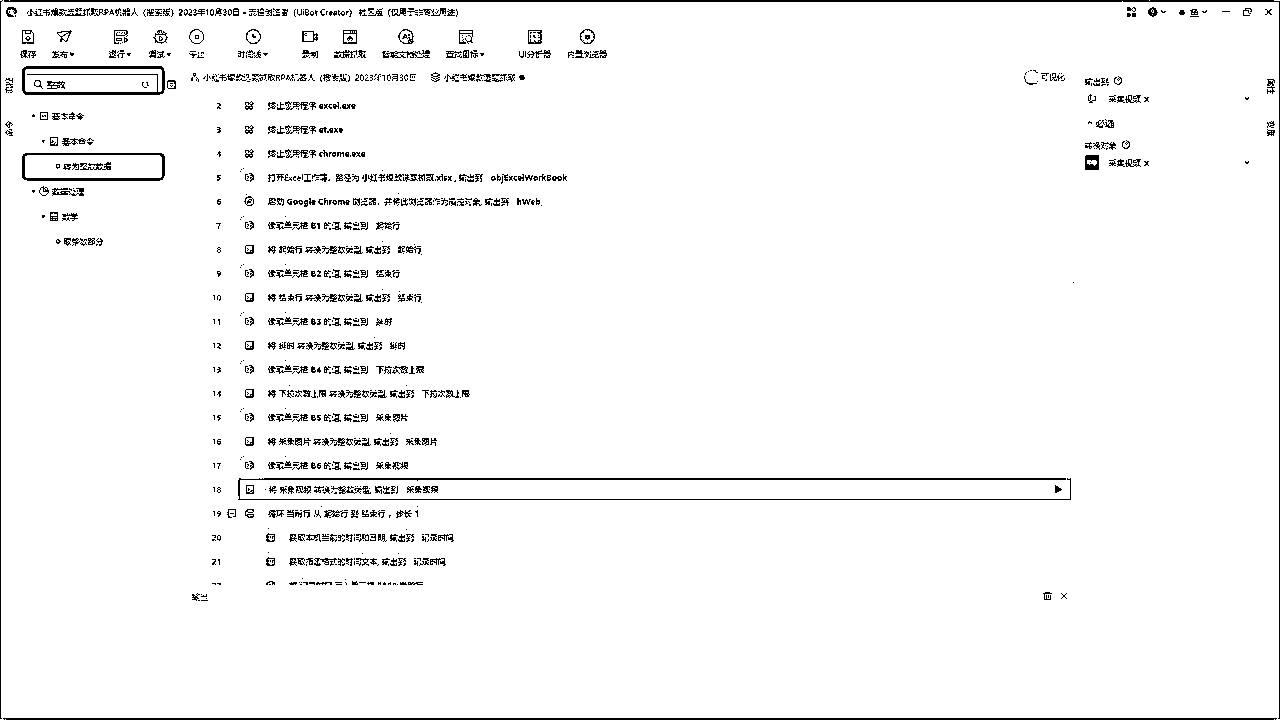 小红书爆款选题抓取RPA机器人（搜索版）2023年10月30日 - 流程创造者（UiBot Creator） 社区版（仅用于非商业用途）
保存 发布 运行 调试 停止 时间线 录制 数据抓取 智能文档处理 查找图标 UI分析器 内置浏览器
小红书爆款选题抓取RPA机器人（搜索版）2023年10月30日 小红书爆款选题抓取 可视化
整数
基本命令
基本命令
转为整数数据
数据处理
数学
取整数部分
2 终止应用程序 excel.exe
3 终止应用程序 et.exe
4 终止应用程序 chrome.exe
5 打开Excel工作簿，路径为 小红书爆款选题抓取.xlsx，输出到 objExcelWorkBook
6 启动 Google Chrome 浏览器，并将此浏览器作为操控对象, 输出到 hWeb
7 读取单元格 B1 的值, 输出到 起始行
8 将 起始行 转换为整数类型, 输出到 起始行
9 读取单元格 B2 的值, 输出到 结束行
10 将 结束行 转换为整数类型, 输出到 结束行
11 读取单元格 B3 的值, 输出到 延时
12 将 延时 转换为整数类型, 输出到 延时
13 读取单元格 B4 的值, 输出到 下拉次数上限
14 将 下拉次数上限 转换为整数类型, 输出到 下拉次数上限
15 读取单元格 B5 的值, 输出到 采集图片
16 将 采集图片 转换为整数类型, 输出到 采集图片
17 读取单元格 B6 的值, 输出到 采集视频
18 将 采集视频 转换为整数类型, 输出到 采集视频
19 循环 当前行 从 起始行 到 结束行，步长 1
20 获取本机当前的时间和日期, 输出到 记录时间
21 获取指定格式的时间文本, 输出到 记录时间
输出
输出到
采集视频 x
必选
转换对象
采集视频 x
属性
变量